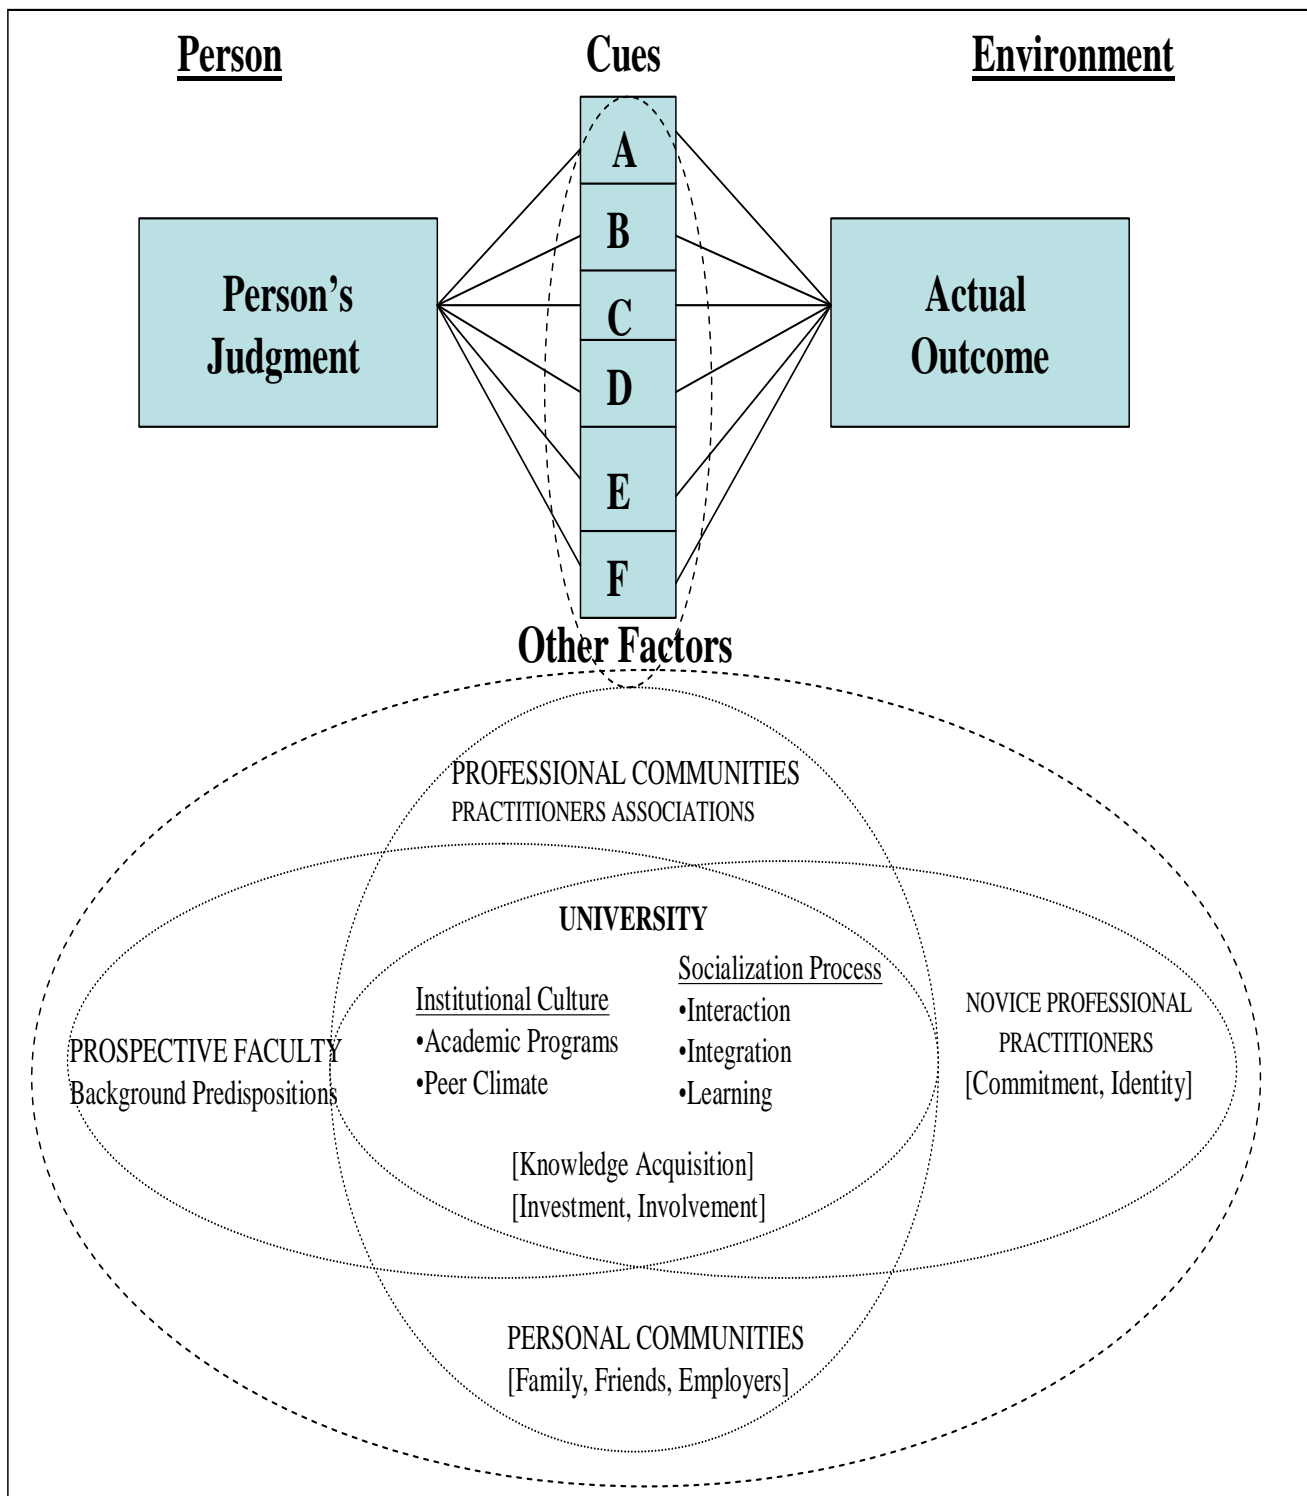 Person
Cues
Environment
A
B
C
D
E
F
Person's
Judgment
Actual
Outcome
Other Factors
PROFESSIONAL COMMUNITIES
PRACTITIONERS ASSOCIATIONS
UNIVERSITY
Institutional Culture
•Academic Programs
•Peer Climate
Socialization Process
•Interaction
•Integration
•Learning
PROSPECTIVE FACULTY
Background Predispositions
NOVICE PROFESSIONAL
PRACTITIONERS
[Commitment, Identity]
[Knowledge Acquisition]
[Investment, Involvement]
PERSONAL COMMUNITIES
[Family, Friends, Employers]